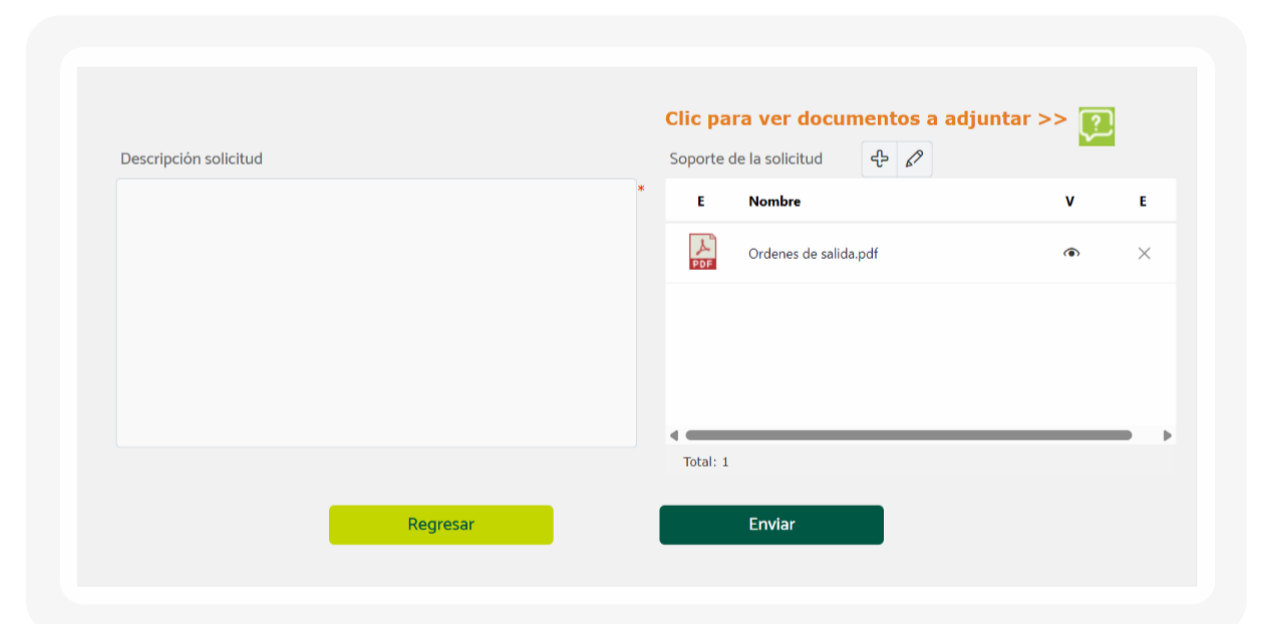 Clic para ver documentos a adjuntar >> ?
Descripción solicitud
*
Soporte de la solicitud
E Nombre V E
PDF Ordenes de salida.pdf
Total: 1
Regresar Enviar